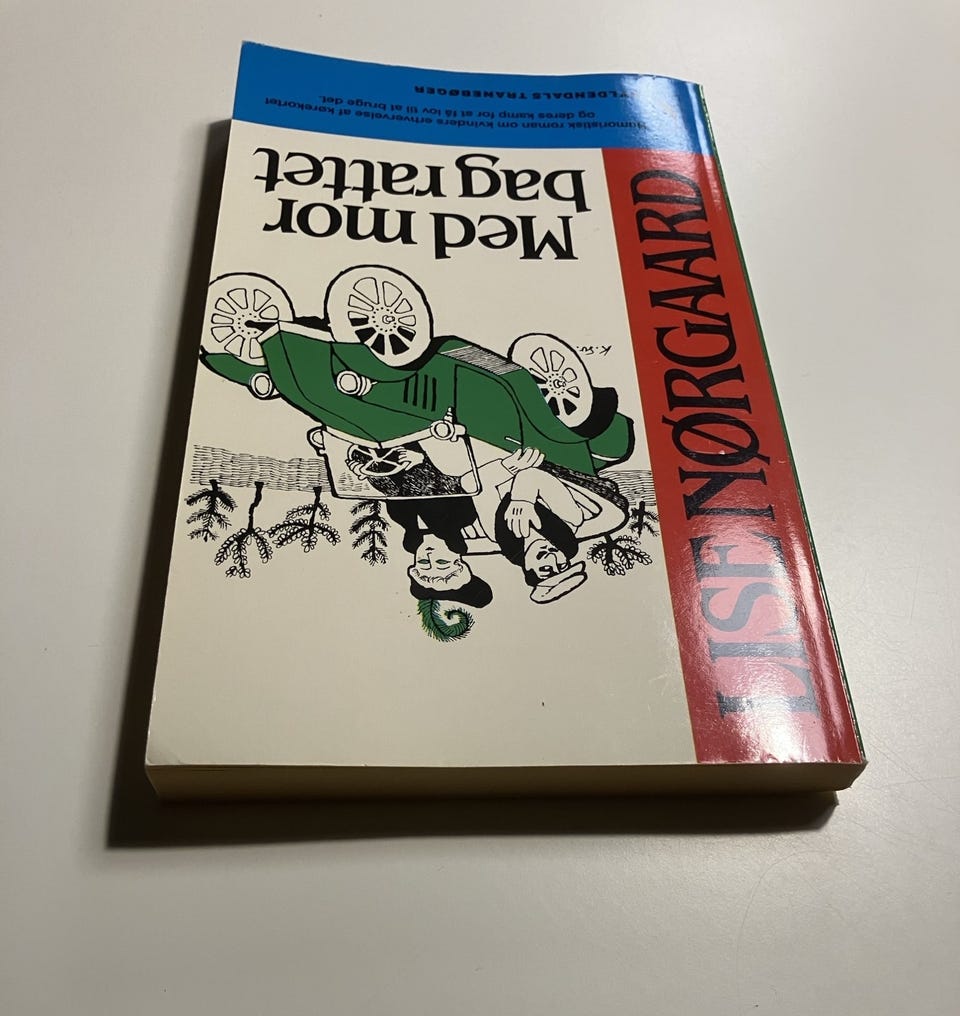 LISE NØRGAARD
Med mor
bag rattet
Humoristisk roman om kvinders erhvervelse af kørekortet
og deres kamp for at få lov til at bruge det.
GYLDENDALS TRANEBØGER